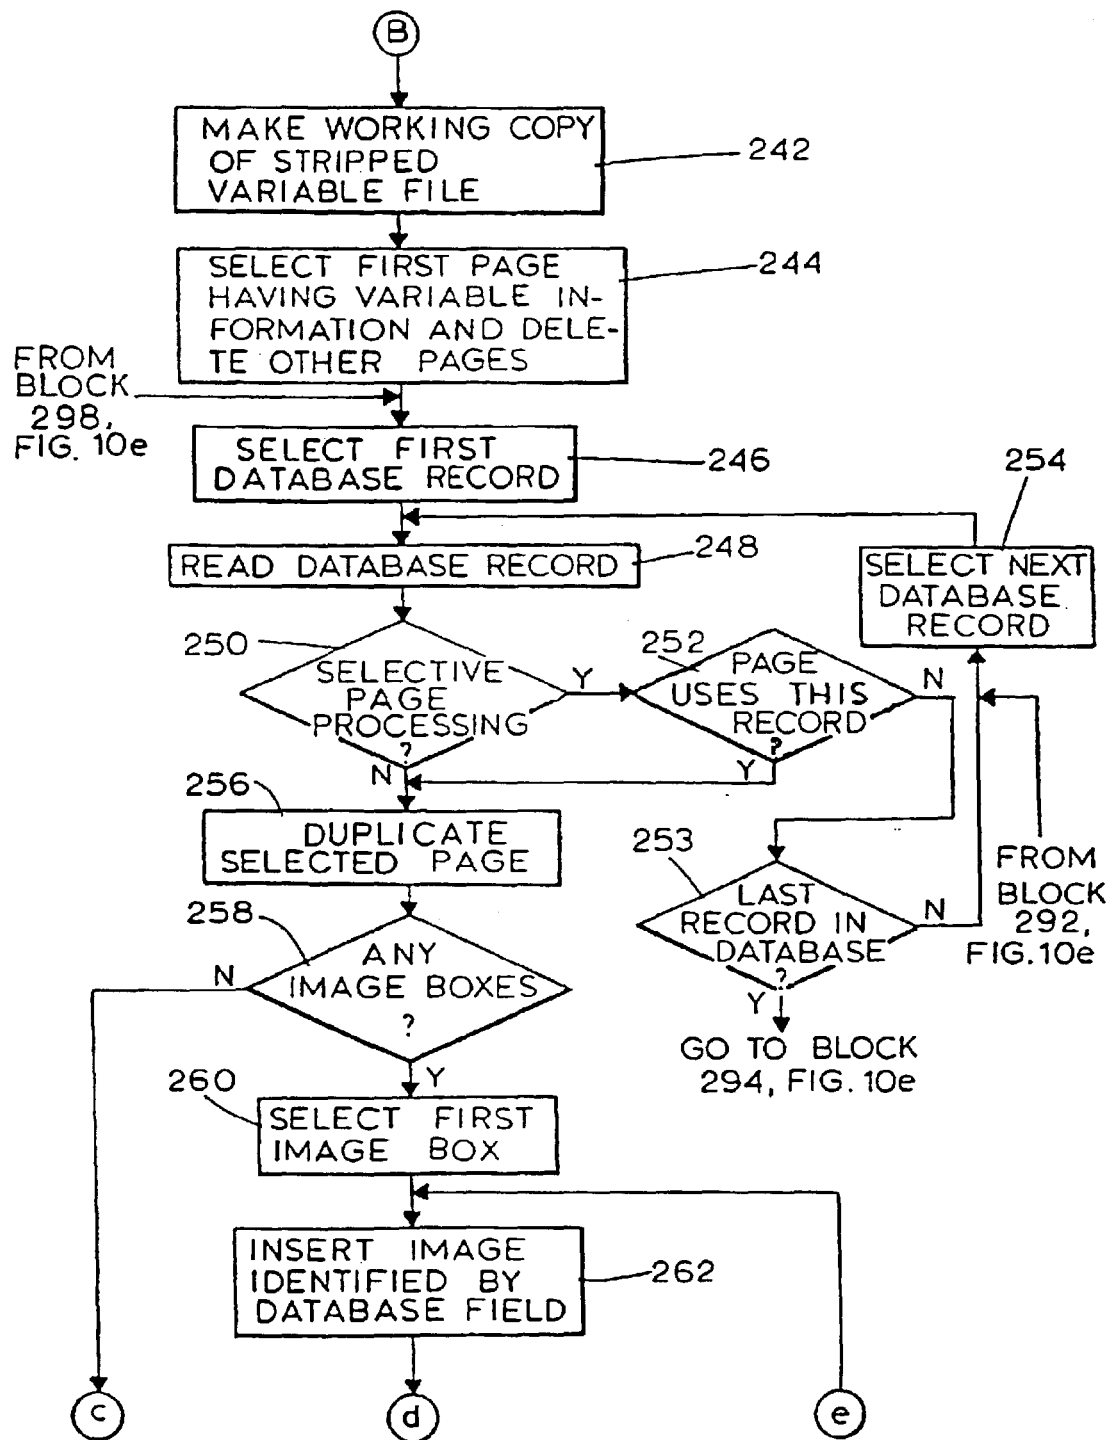 B
MAKE WORKING COPY
OF STRIPPED
VARIABLE FILE
242
SELECT FIRST PAGE
HAVING VARIABLE IN-
FORMATION AND DELE-
TE OTHER PAGES
244
FROM
BLOCK
298,
FIG. 10e
SELECT FIRST
DATABASE RECORD
246
254
READ DATABASE RECORD
248
SELECT NEXT
DATABASE
RECORD
250
SELECTIVE
PAGE
PROCESSING
?
Y
N
252
PAGE
USES THIS
RECORD
?
N
Y
256
DUPLICATE
SELECTED PAGE
253
LAST
RECORD IN
DATABASE
?
N
Y
FROM
BLOCK
292,
FIG.10e
GO TO BLOCK
294, FIG. 10e
258
ANY
IMAGE BOXES
?
N
Y
260
SELECT FIRST
IMAGE BOX
INSERT IMAGE
IDENTIFIED BY
DATABASE FIELD
262
c
d
e